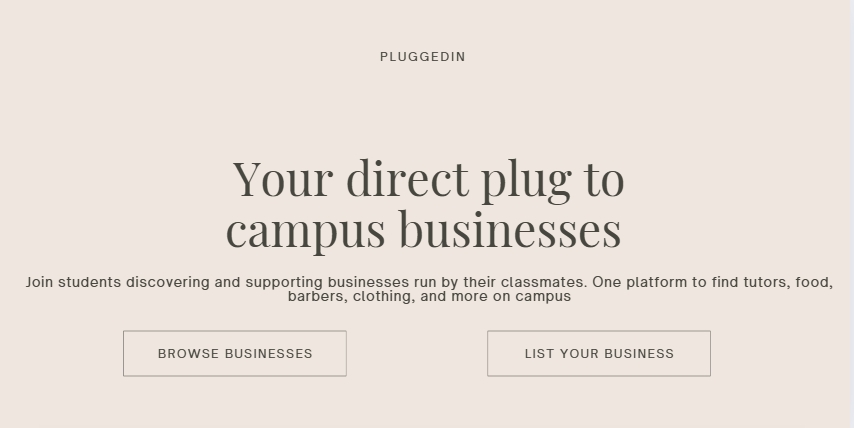 PLUGGEDIN
Your direct plug to
campus businesses
Join students discovering and supporting businesses run by their classmates. One platform to find tutors, food,
barbers, clothing, and more on campus
BROWSE BUSINESSES
LIST YOUR BUSINESS